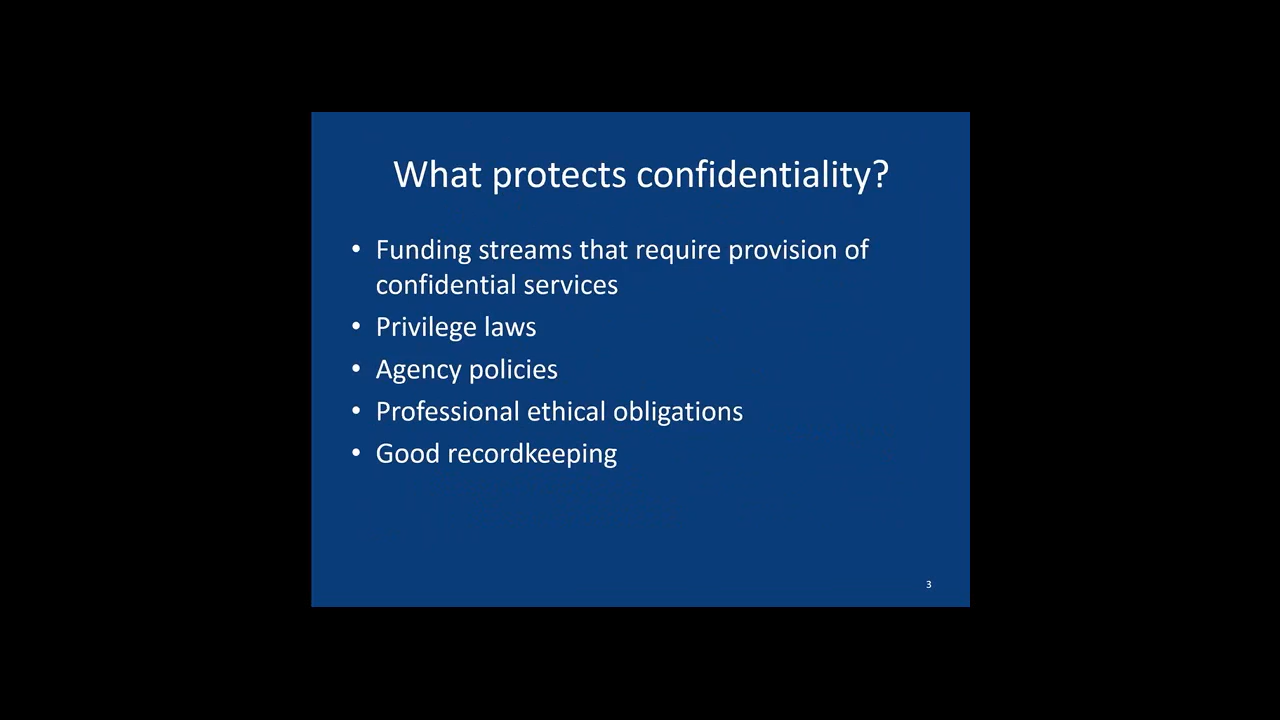 What protects confidentiality?
• Funding streams that require provision of
confidential services
• Privilege laws
• Agency policies
• Professional ethical obligations
• Good recordkeeping
3